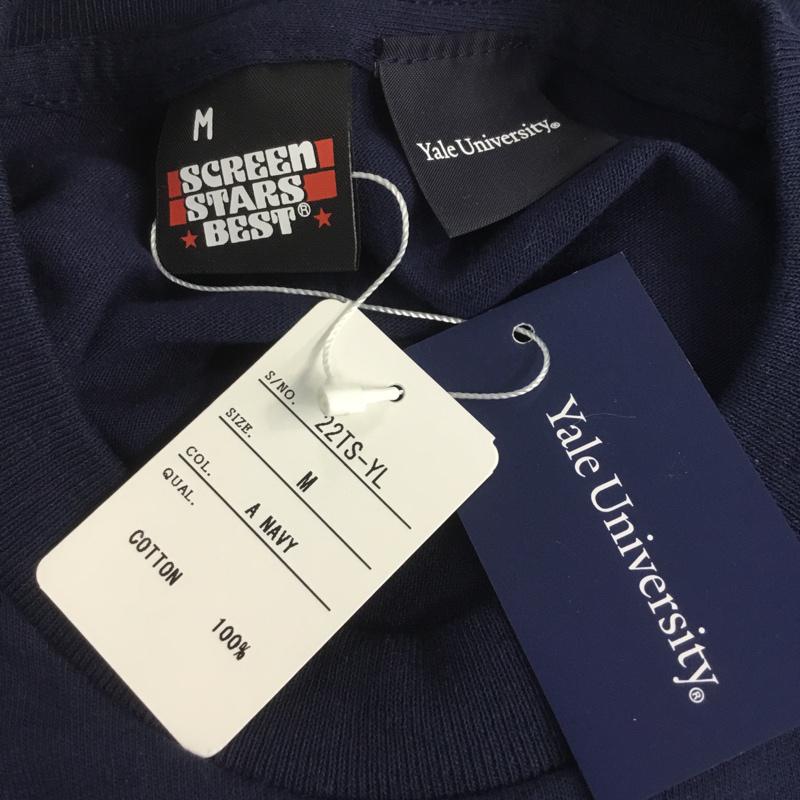 M
SCREEN
STARS
BEST®
Yale University®
S/NO. 22TS-YL
SIZE. M
COL. A NAVY
QUAL.
COTTON
100%
Yale University®